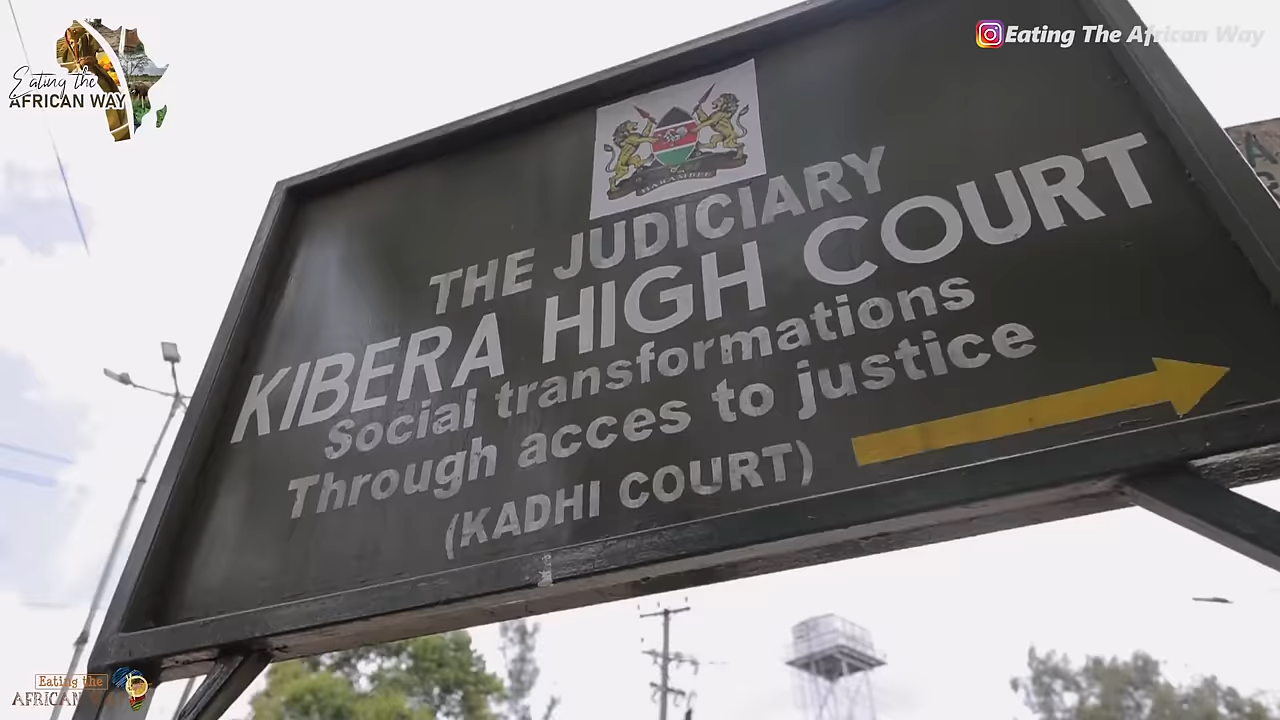 Eating the
AFRICAN WAY
Eating The African Way
HARAMBEE
THE JUDICIARY
KIBERA HIGH COURT
Social transformations
Through acces to justice
(KADHI COURT)
Eating the
AFRICAN WAY